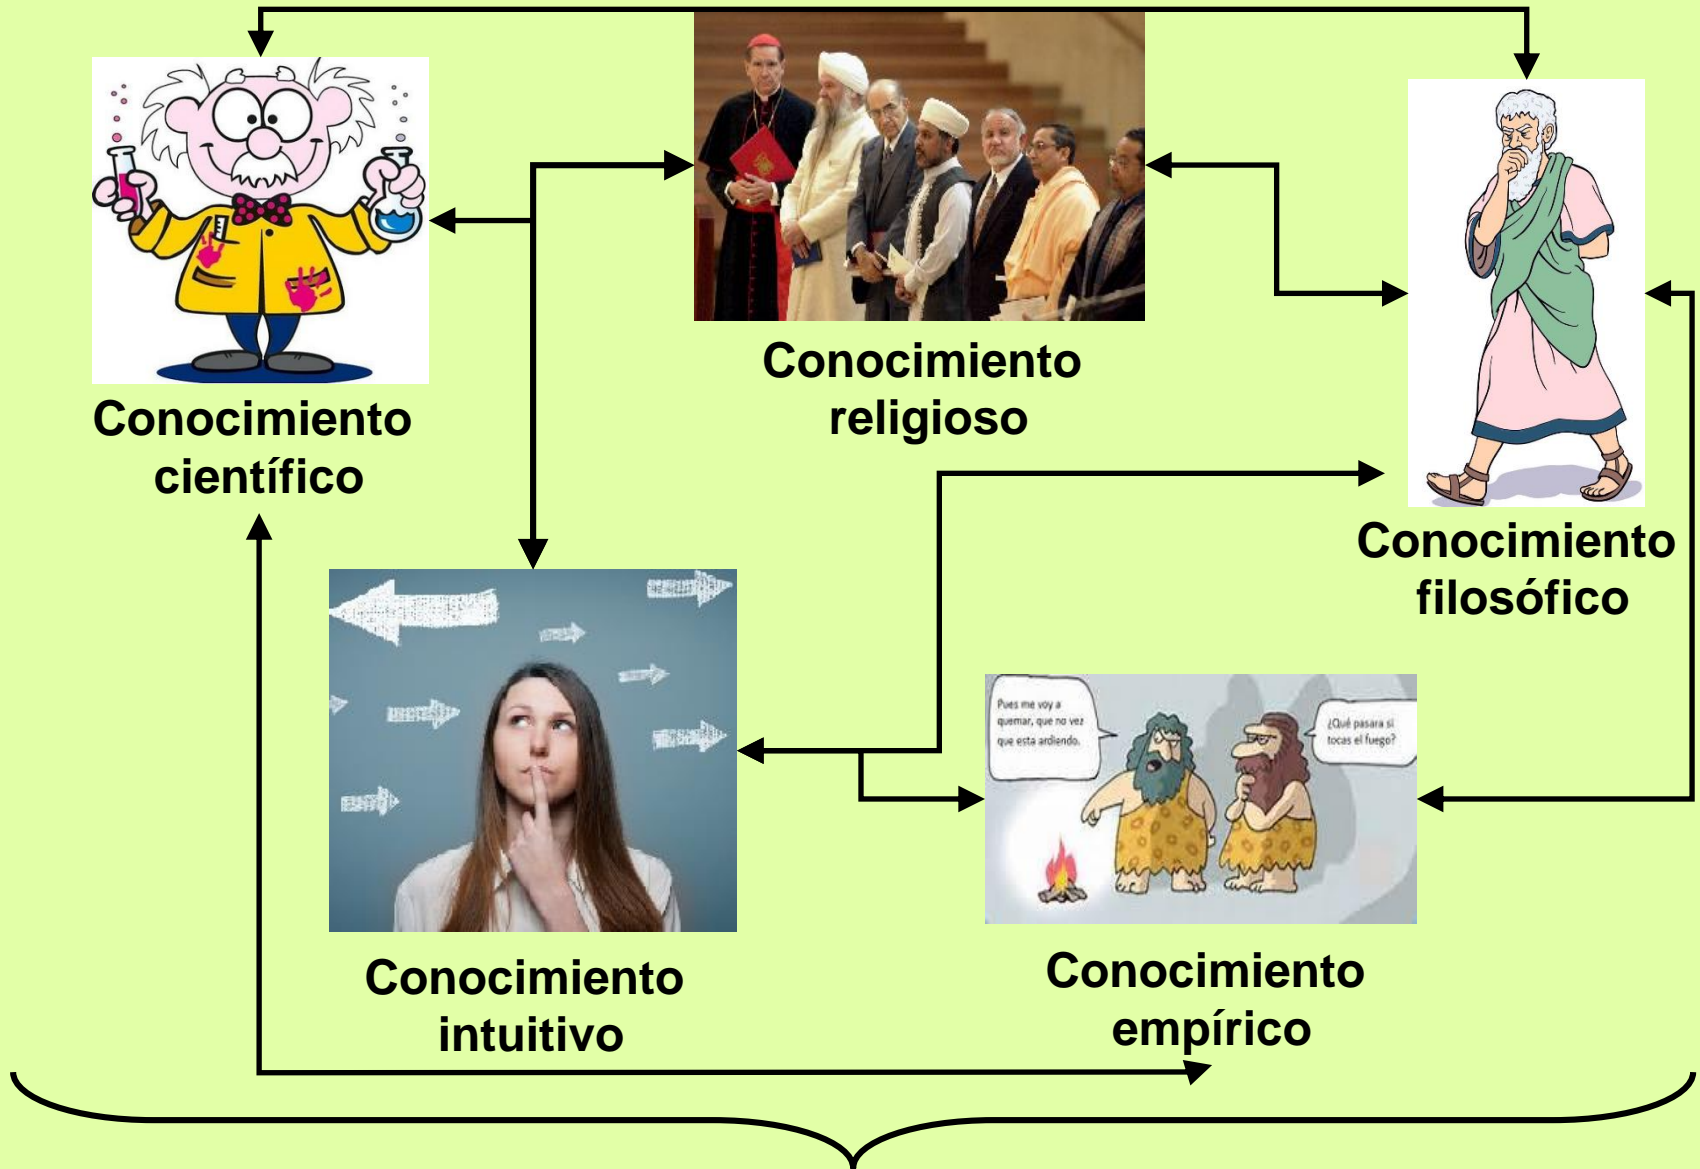 Conocimiento
religioso
Conocimiento
científico
Conocimiento
filosófico
Pues me voy a
quemar, que no vez
que esta ardiendo.
¿Qué pasara si
tocas el fuego?
Conocimiento
intuitivo
Conocimiento
empírico